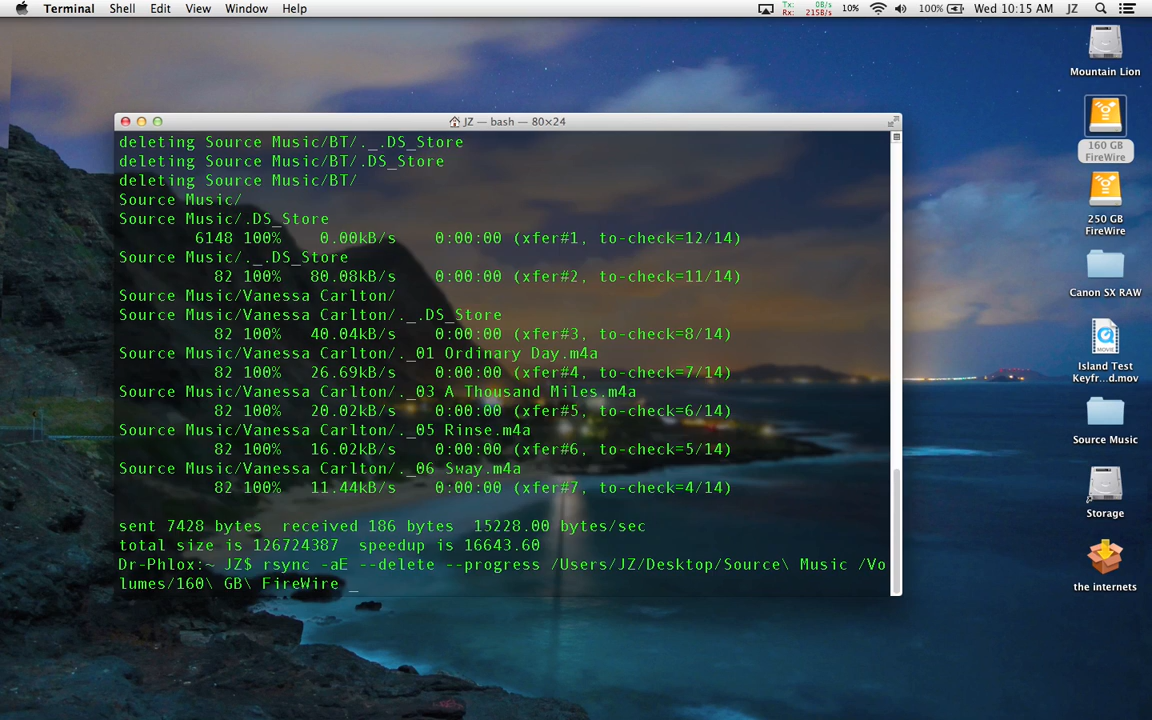 Terminal Shell Edit View Window Help Tx: 0B/s Rx: 215B/s 10% 100% Wed 10:15 AM JZ
JZ — bash — 80×24
deleting Source Music/BT/._.DS_Store
deleting Source Music/BT/.DS_Store
deleting Source Music/BT/
Source Music/
Source Music/.DS_Store
6148 100% 0.00kB/s 0:00:00 (xfer#1, to-check=12/14)
Source Music/._.DS_Store
82 100% 80.08kB/s 0:00:00 (xfer#2, to-check=11/14)
Source Music/Vanessa Carlton/
Source Music/Vanessa Carlton/._.DS_Store
82 100% 40.04kB/s 0:00:00 (xfer#3, to-check=8/14)
Source Music/Vanessa Carlton/._01 Ordinary Day.m4a
82 100% 26.69kB/s 0:00:00 (xfer#4, to-check=7/14)
Source Music/Vanessa Carlton/._03 A Thousand Miles.m4a
82 100% 20.02kB/s 0:00:00 (xfer#5, to-check=6/14)
Source Music/Vanessa Carlton/._05 Rinse.m4a
82 100% 16.02kB/s 0:00:00 (xfer#6, to-check=5/14)
Source Music/Vanessa Carlton/._06 Sway.m4a
82 100% 11.44kB/s 0:00:00 (xfer#7, to-check=4/14)
sent 7428 bytes received 186 bytes 15228.00 bytes/sec
total size is 126724387 speedup is 16643.60
Dr-Phlox:~ JZ$ rsync -aE --delete --progress /Users/JZ/Desktop/Source\ Music /Vo
lumes/160\ GB\ FireWire _
Mountain Lion
160 GB
FireWire
250 GB
FireWire
Canon SX RAW
MOVIE
Island Test
Keyfr...d.mov
Source Music
Storage
the internets